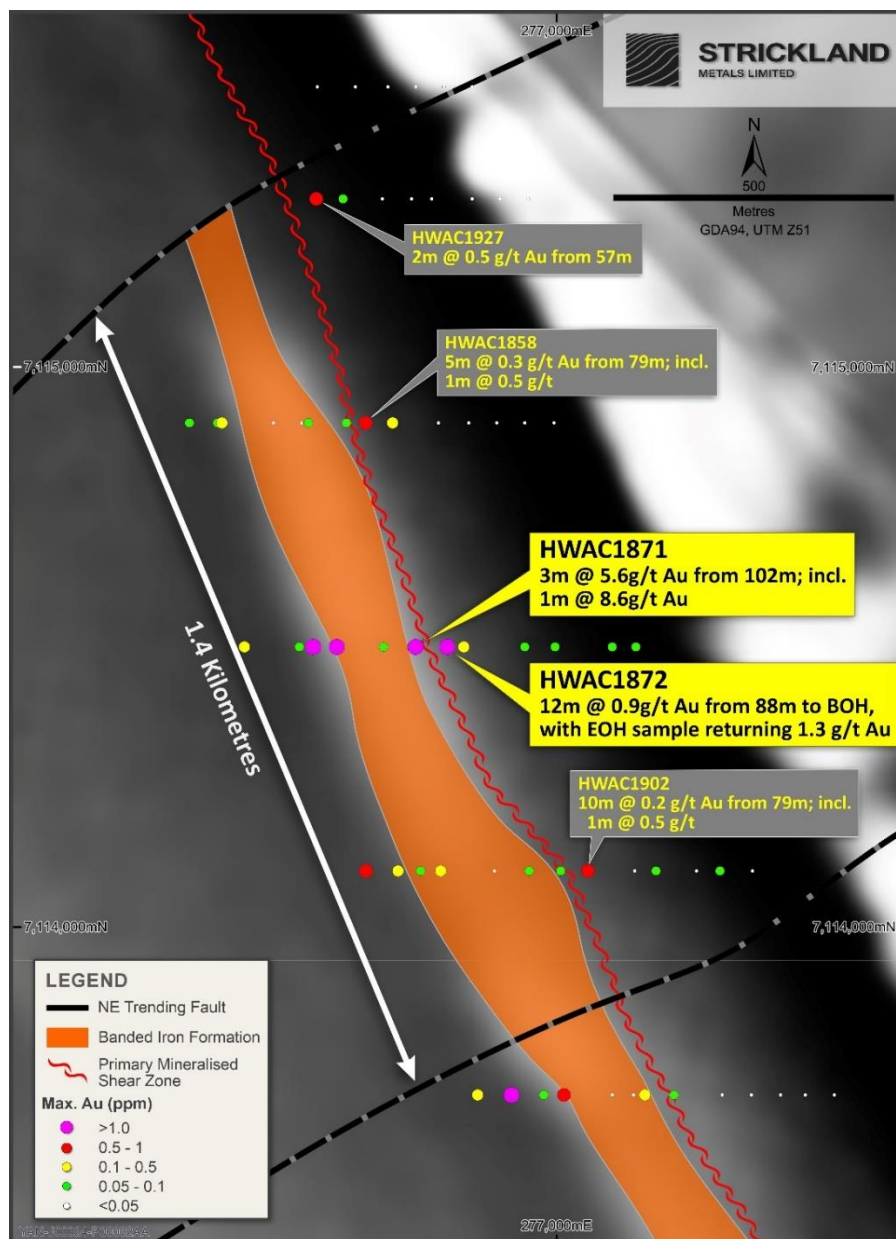 277,000mE
STRICKLAND
METALS LIMITED
N
500
Metres
GDA94, UTM Z51
HWAC1927
2m @ 0.5 g/t Au from 57m
HWAC1858
5m @ 0.3 g/t Au from 79m; incl.
1m @ 0.5 g/t
7,115,000mN
7,115,000mN
HWAC1871
3m @ 5.6g/t Au from 102m; incl.
1m @ 8.6g/t Au
HWAC1872
12m @ 0.9g/t Au from 88m to BOH,
with EOH sample returning 1.3 g/t Au
1.4 Kilometres
HWAC1902
10m @ 0.2 g/t Au from 79m; incl.
1m @ 0.5 g/t
7,114,000mN
7,114,000mN
LEGEND
NE Trending Fault
Banded Iron Formation
Primary Mineralised
Shear Zone
Max. Au (ppm)
>1.0
0.5 - 1
0.1 - 0.5
0.05 - 0.1
<0.05
277,000mE